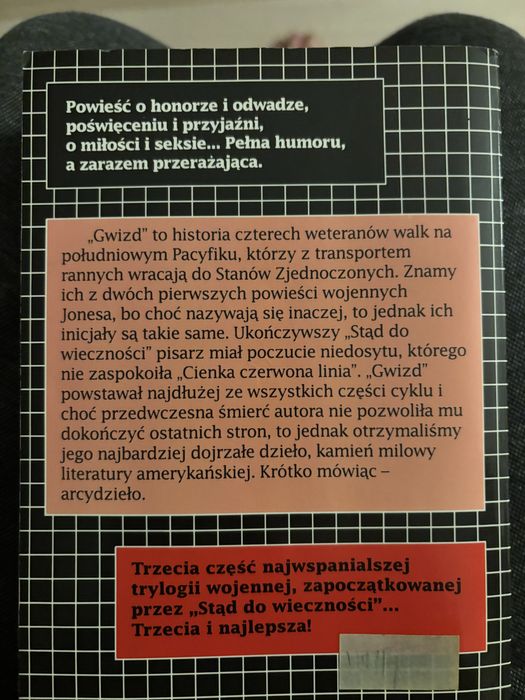 Powieść o honorze i odwadze,
poświęceniu i przyjaźni,
o miłości i seksie... Pełna humoru,
a zarazem przerażająca.
„Gwizd” to historia czterech weteranów walk na
południowym Pacyfiku, którzy z transportem
rannych wracają do Stanów Zjednoczonych. Znamy
ich z dwóch pierwszych powieści wojennych
Jonesa, bo choć nazywają się inaczej, to jednak ich
inicjały są takie same. Ukończywszy „Stąd do
wieczności” pisarz miał poczucie niedosytu, którego
nie zaspokoiła „Cienka czerwona linia”. „Gwizd”
powstawał najdłużej ze wszystkich części cyklu i
choć przedwczesna śmierć autora nie pozwoliła mu
dokończyć ostatnich stron, to jednak otrzymaliśmy
jego najbardziej dojrzałe dzieło, kamień milowy
literatury amerykańskiej. Krótko mówiąc –
arcydzieło.
Trzecia część najwspanialszej
trylogii wojennej, zapoczątkowanej
przez „Stąd do wieczności”...
Trzecia i najlepsza!